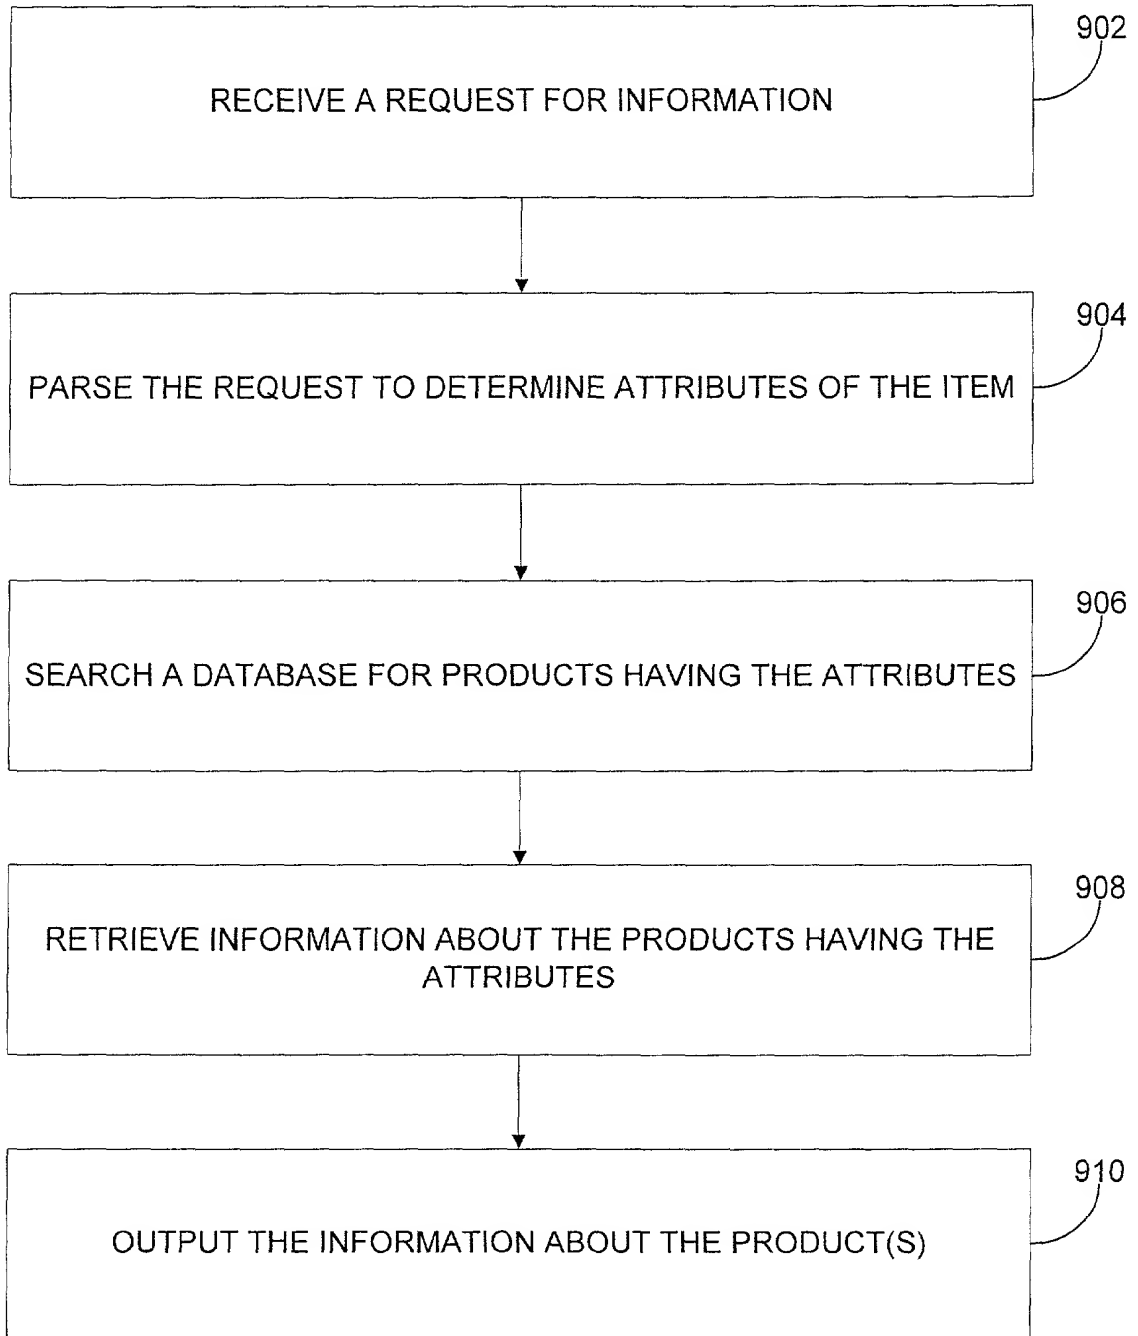 902
RECEIVE A REQUEST FOR INFORMATION
904
PARSE THE REQUEST TO DETERMINE ATTRIBUTES OF THE ITEM
906
SEARCH A DATABASE FOR PRODUCTS HAVING THE ATTRIBUTES
908
RETRIEVE INFORMATION ABOUT THE PRODUCTS HAVING THE
ATTRIBUTES
910
OUTPUT THE INFORMATION ABOUT THE PRODUCT(S)